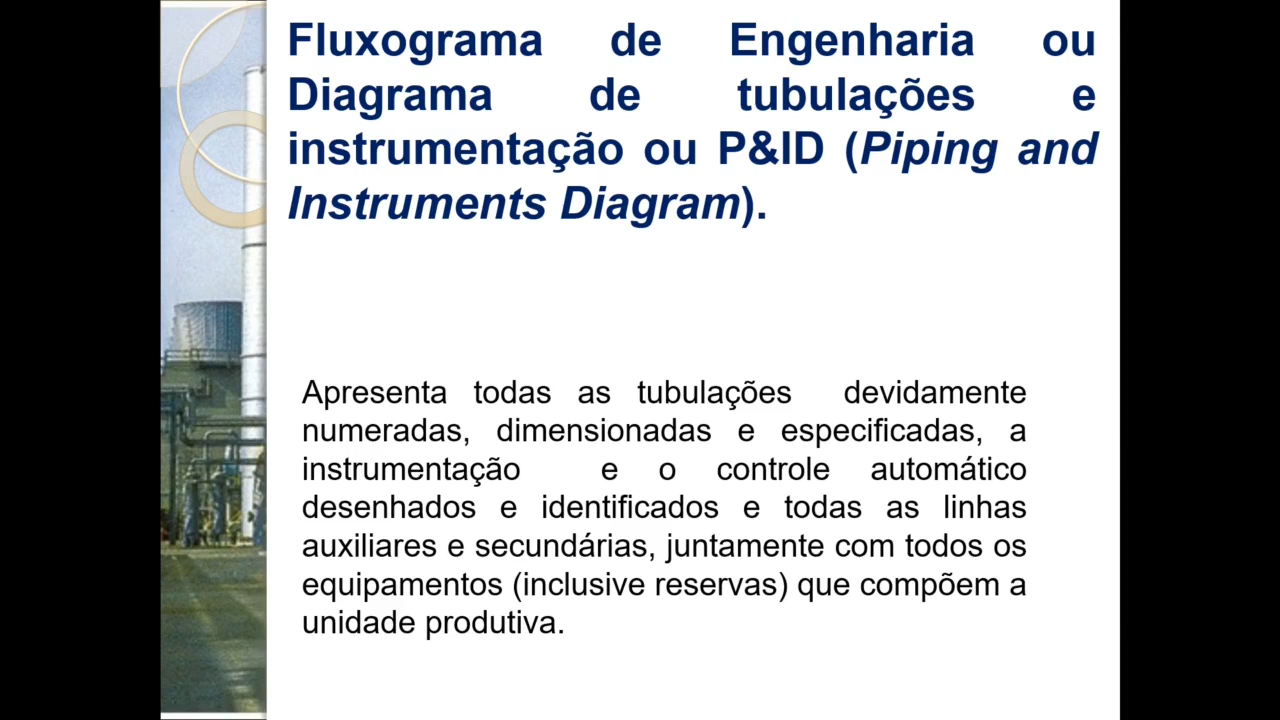 Fluxograma de Engenharia ou
Diagrama de tubulações e
instrumentação ou P&ID (Piping and
Instruments Diagram).
Apresenta todas as tubulações devidamente
numeradas, dimensionadas e especificadas, a
instrumentação e o controle automático
desenhados e identificados e todas as linhas
auxiliares e secundárias, juntamente com todos os
equipamentos (inclusive reservas) que compõem a
unidade produtiva.